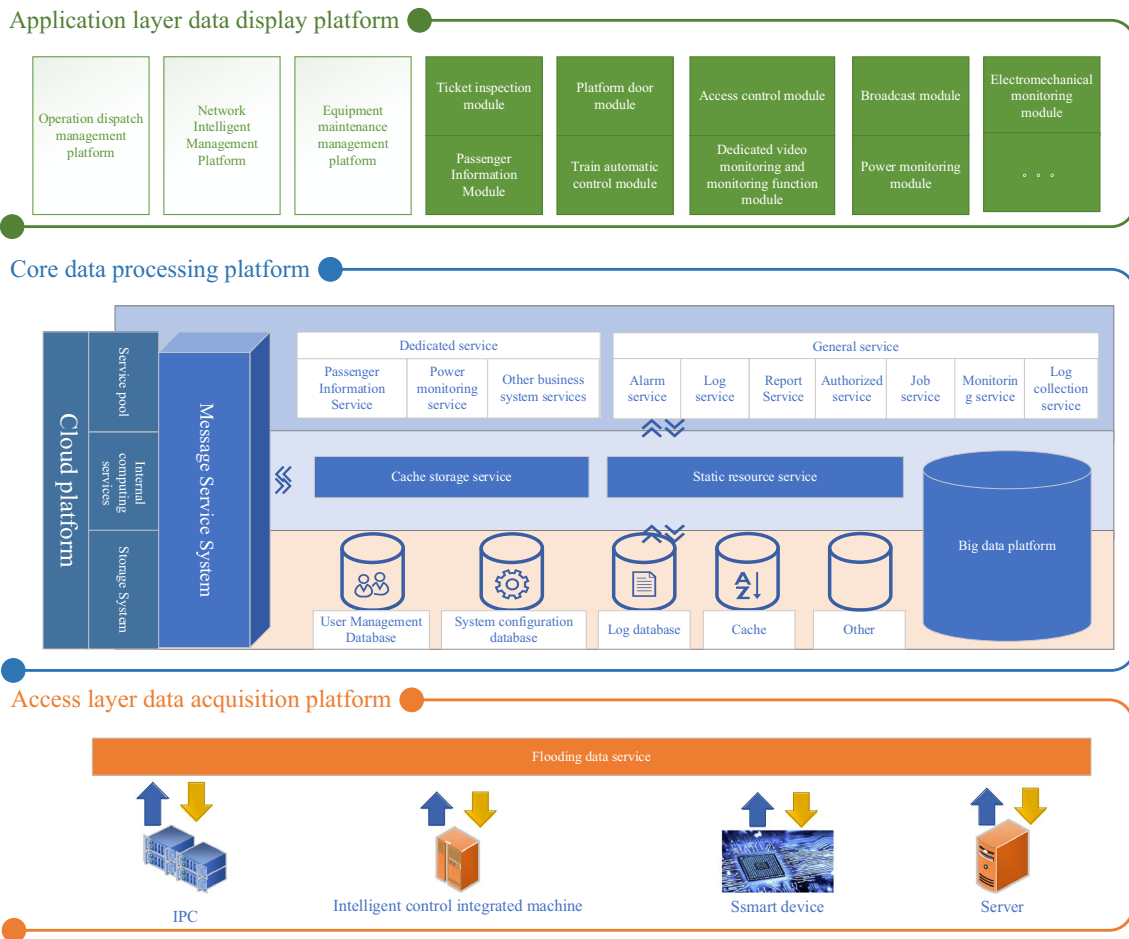 Application layer data display platform
Operation dispatch
management
platform
Network
Intelligent
Management
Platform
Equipment
maintenance
management
platform
Ticket inspection
module
Platform door
module
Access control module
Broadcast module
Electromechanical
monitoring
module
Passenger
Information
Module
Train automatic
control module
Dedicated video
monitoring and
monitoring function
module
Power monitoring
module
。。。
Core data processing platform
Cloud platform
Service pool
Internal
computing
services
Storage System
Message Service System
Dedicated service
Passenger
Information
Service
Power
monitoring
service
Other business
system services
General service
Alarm
service
Log
service
Report
Service
Authorized
service
Job
service
Monitorin
g service
Log
collection
service
Cache storage service
Static resource service
Big data platform
A
Z
User Management
Database
System configuration
database
Log database
Cache
Other
Access layer data acquisition platform
Flooding data service
IPC
Intelligent control integrated machine
Ssmart device
Server